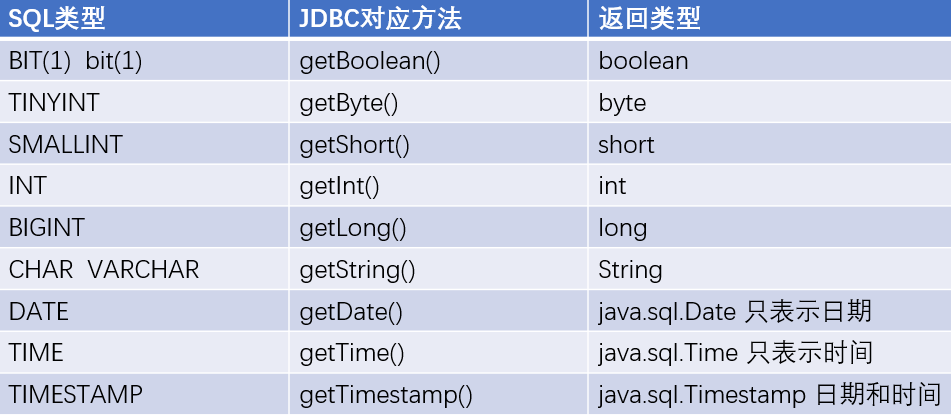 SQL类型 JDBC对应方法 返回类型
BIT(1) bit(1) getBoolean() boolean
TINYINT getByte() byte
SMALLINT getShort() short
INT getInt() int
BIGINT getLong() long
CHAR VARCHAR getString() String
DATE getDate() java.sql.Date 只表示日期
TIME getTime() java.sql.Time 只表示时间
TIMESTAMP getTimestamp() java.sql.Timestamp 日期和时间